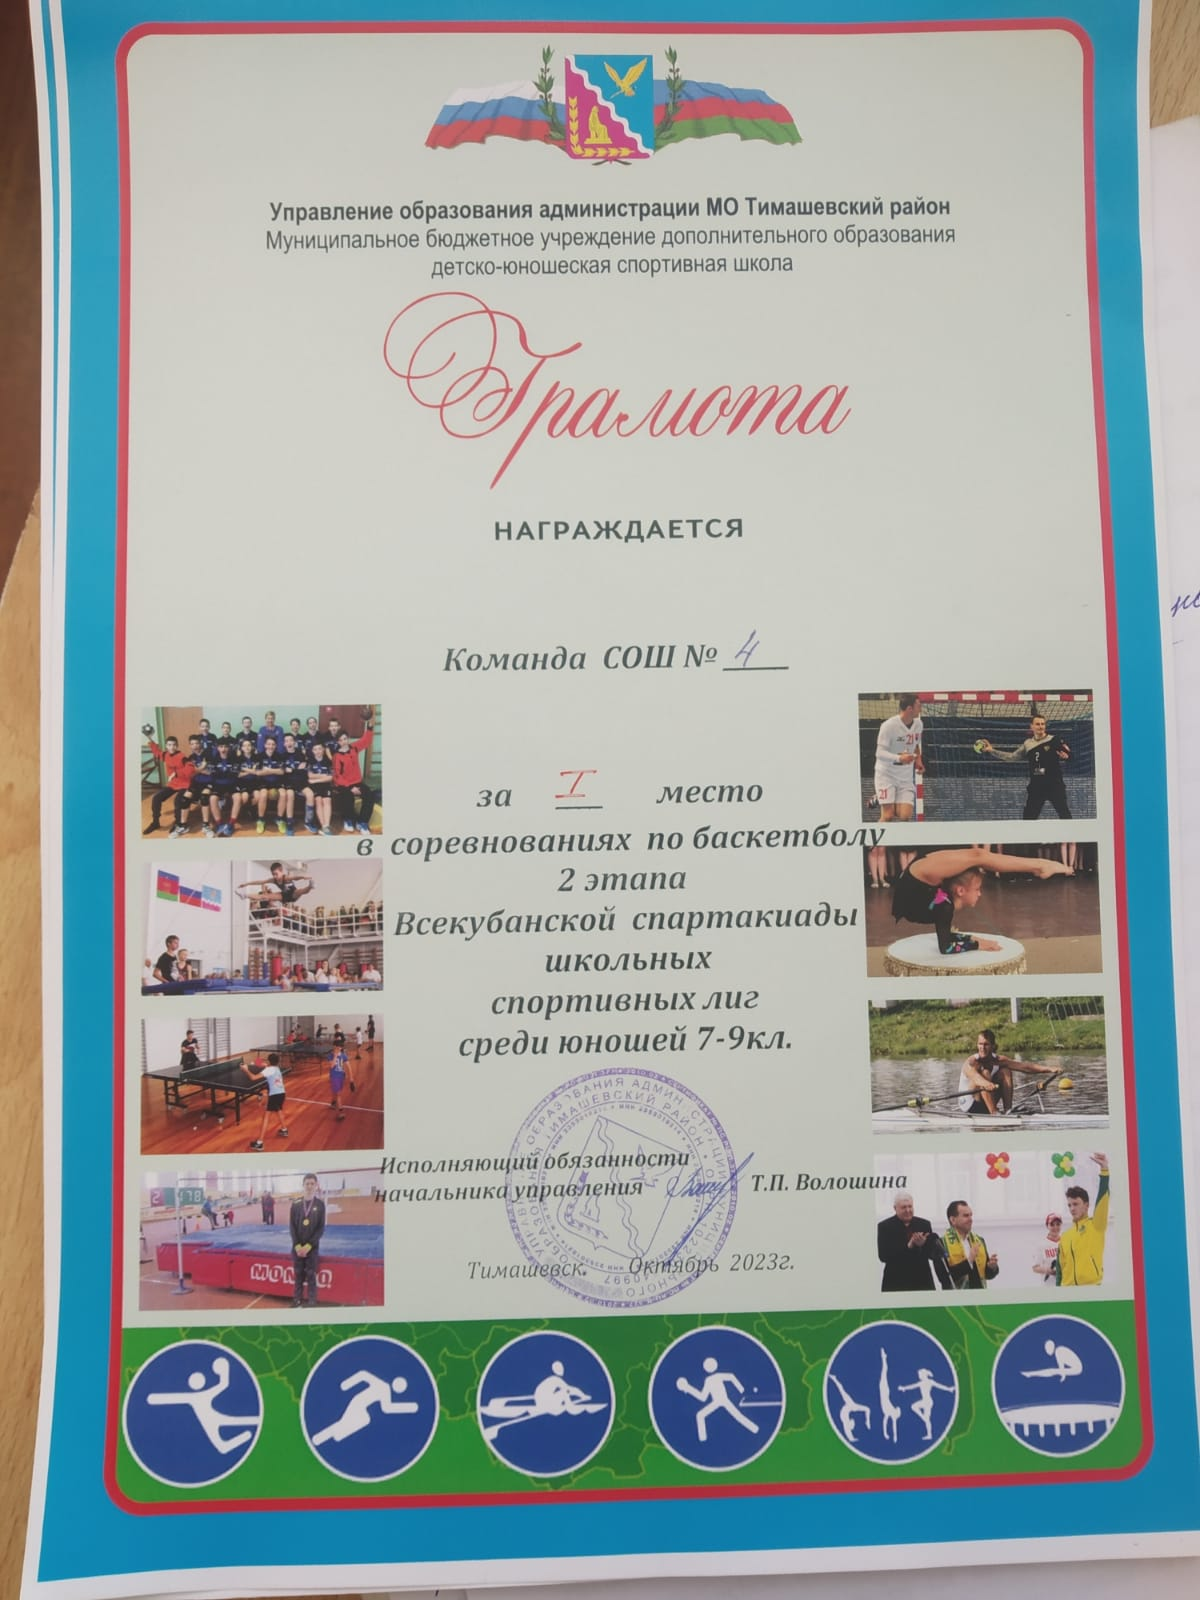 Управление образования администрации МО Тимашевский район
Муниципальное бюджетное учреждение дополнительного образования
детско-юношеская спортивная школа
Грамота
НАГРАЖДАЕТСЯ
Команда СОШ № 4
за I место
в соревнованиях по баскетболу
2 этапа
Всекубанской спартакиады
школьных
спортивных лиг
среди юношей 7-9кл.
Исполняющий обязанности
начальника управления Т.П. Волошина
Тимашевск. Октябрь 2023г.